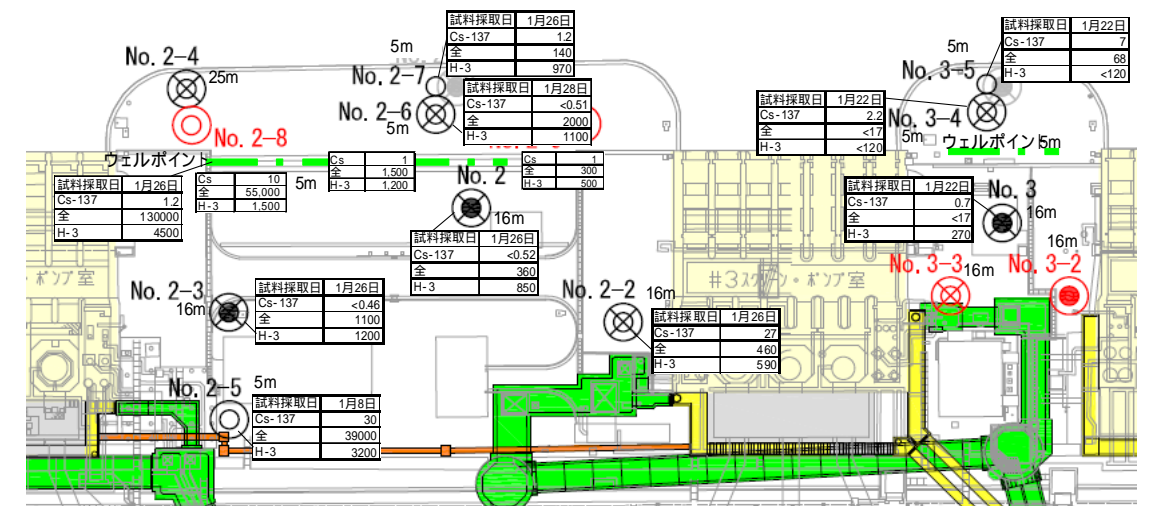 試料採取日 1月26日
Cs-137 1.2
全 140
H-3 970
試料採取日 1月22日
Cs-137 7
全 68
H-3 <120
5m
No. 2-4
25m
No. 2-7
No. 2-6
5m
試料採取日 1月28日
Cs-137 <0.51
全 2000
H-3 1100
5m
No. 3-5
No. 3-4
5m
試料採取日 1月22日
Cs-137 2.2
全 <17
H-3 <120
No. 2-8
ウェルポイント
ウェルポイント
5m
Cs 1
全 1,500
H-3 1,200
Cs 1
全 300
H-3 500
Cs 10
全 55,000
H-3 1,500
5m
試料採取日 1月26日
Cs-137 1.2
全 130000
H-3 4500
No. 2
16m
試料採取日 1月22日
Cs-137 0.7
全 <17
H-3 270
No. 3
16m
試料採取日 1月26日
Cs-137 <0.52
全 360
H-3 850
16m
No. 3-3
16m
No. 3-2
・ポンプ室
#3スクリーン・ポンプ室
No. 2-3
16m
試料採取日 1月26日
Cs-137 <0.46
全 1100
H-3 1200
No. 2-2
16m
試料採取日 1月26日
Cs-137 27
全 460
H-3 590
No. 2-5
5m
試料採取日 1月8日
Cs-137 30
全 39000
H-3 3200